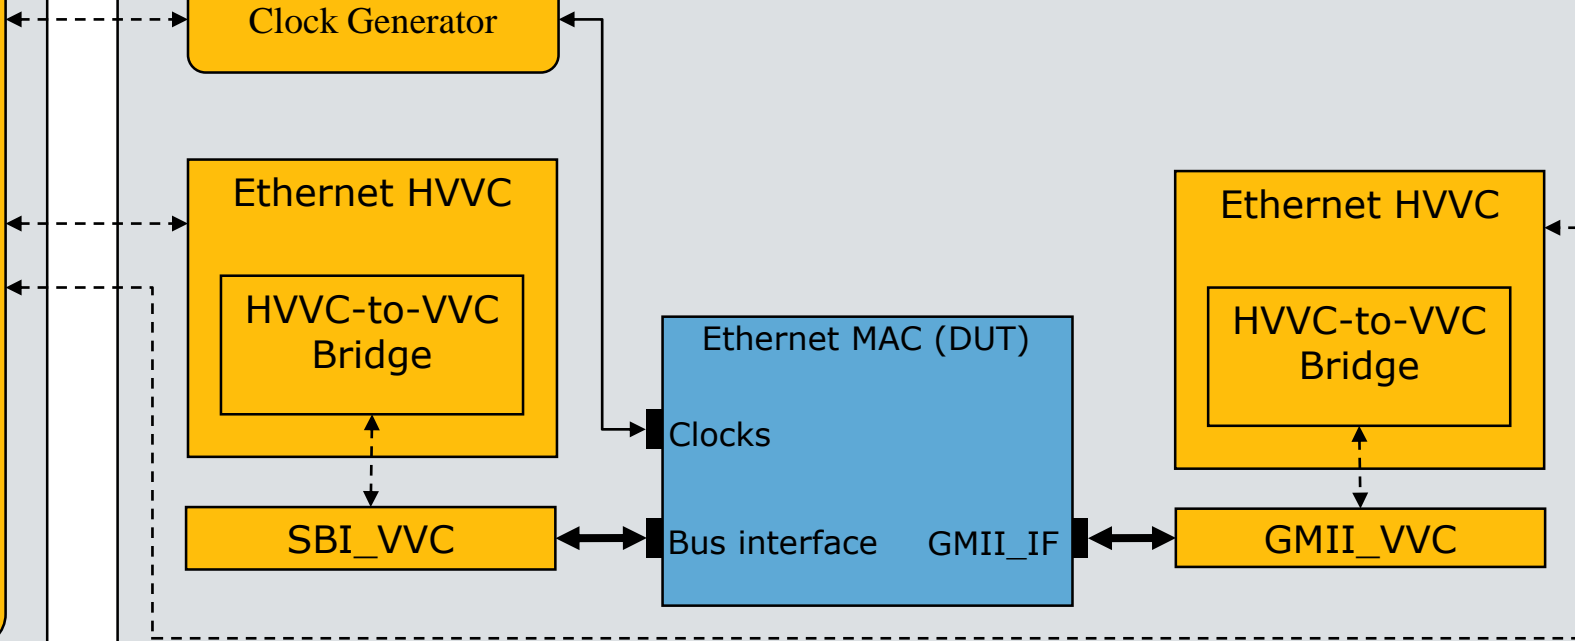 Clock Generator
Ethernet HVVC
HVVC-to-VVC
Bridge
SBI_VVC
Ethernet MAC (DUT)
Clocks
Bus interface
GMII_IF
Ethernet HVVC
HVVC-to-VVC
Bridge
GMII_VVC